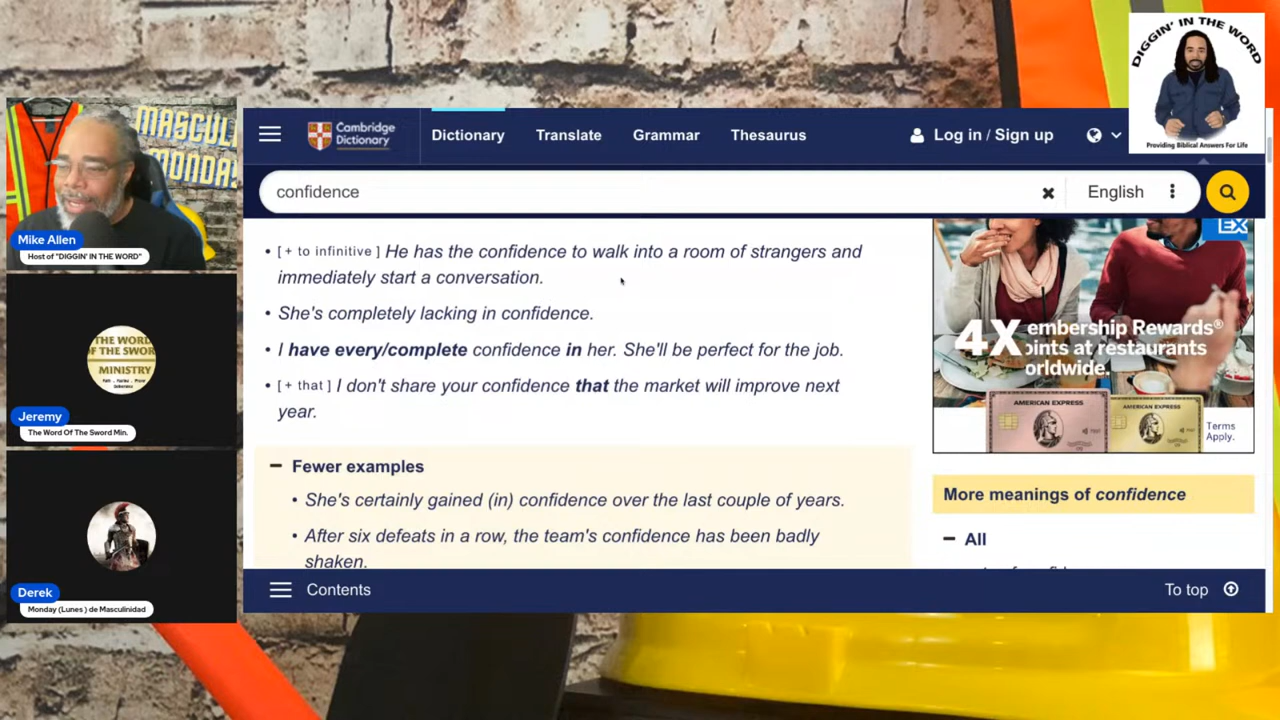 DIGGIN' IN THE WORD
Providing Biblical Answers For Life
MASCUL
MONDAY
Mike Allen
Host of "DIGGIN' IN THE WORD"
THE WORD
OF THE SWOR
MINISTRY
Jeremy
The Word Of The Sword Min.
Derek
Monday (Lunes ) de Masculinidad
Cambridge
Dictionary
Dictionary Translate Grammar Thesaurus Log in / Sign up
confidence English
• [ + to infinitive ] He has the confidence to walk into a room of strangers and
immediately start a conversation.
• She's completely lacking in confidence.
• I have every/complete confidence in her. She'll be perfect for the job.
• [ + that ] I don't share your confidence that the market will improve next
year.
Fewer examples
• She's certainly gained (in) confidence over the last couple of years.
• After six defeats in a row, the team's confidence has been badly
shaken.
EX
4X embership Rewards®
oints at restaurants
orldwide.
AMERICAN EXPRESS
AMERICAN EXPRESS
Terms
Apply.
More meanings of confidence
All
Contents
To top